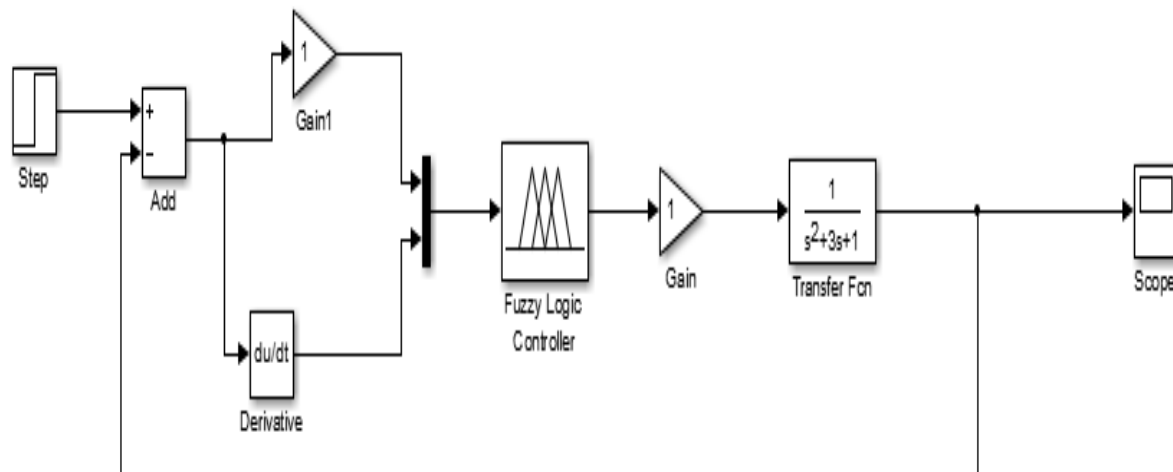 1
Gain1
+
−
Step
Add
1
Gain
1
s²+3s+1
Transfer Fcn
Scope
Fuzzy Logic
Controller
du/dt
Derivative